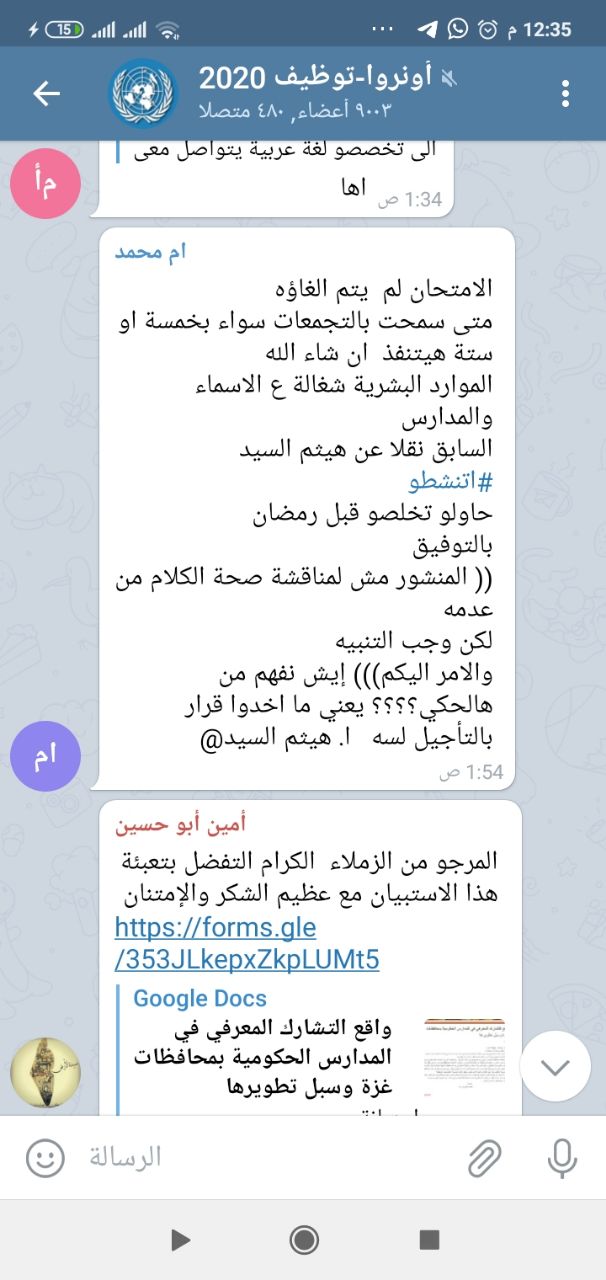 12:35 م
15
أونروا-توظيف 2020
٩٠٠٣ أعضاء, ٤٨٠ متصلا
الى تخصصو لغة عربية يتواصل معى
اها
1:34 ص
مأ
ام محمد
الامتحان لم يتم الغاؤه
متى سمحت بالتجمعات سواء بخمسة او
ستة هيتنفذ ان شاء الله
الموارد البشرية شغالة ع الاسماء
والمدارس
السابق نقلا عن هيثم السيد
#اتنشطو
حاولو تخلصو قبل رمضان
بالتوفيق
(( المنشور مش لمناقشة صحة الكلام من
عدمه
لكن وجب التنبيه
والامر اليكم))) إيش نفهم من
هالحكي؟؟؟؟ يعني ما اخدوا قرار
بالتأجيل لسه ا. هيثم السيد@
1:54 ص
ام
أمين أبو حسين
المرجو من الزملاء الكرام التفضل بتعبئة
هذا الاستبيان مع عظيم الشكر والإمتنان
https://forms.gle
/353JLkepxZkpLUMt5
Google Docs
واقع التشارك المعرفي في
المدارس الحكومية بمحافظات
غزة وسبل تطويرها
الرسالة